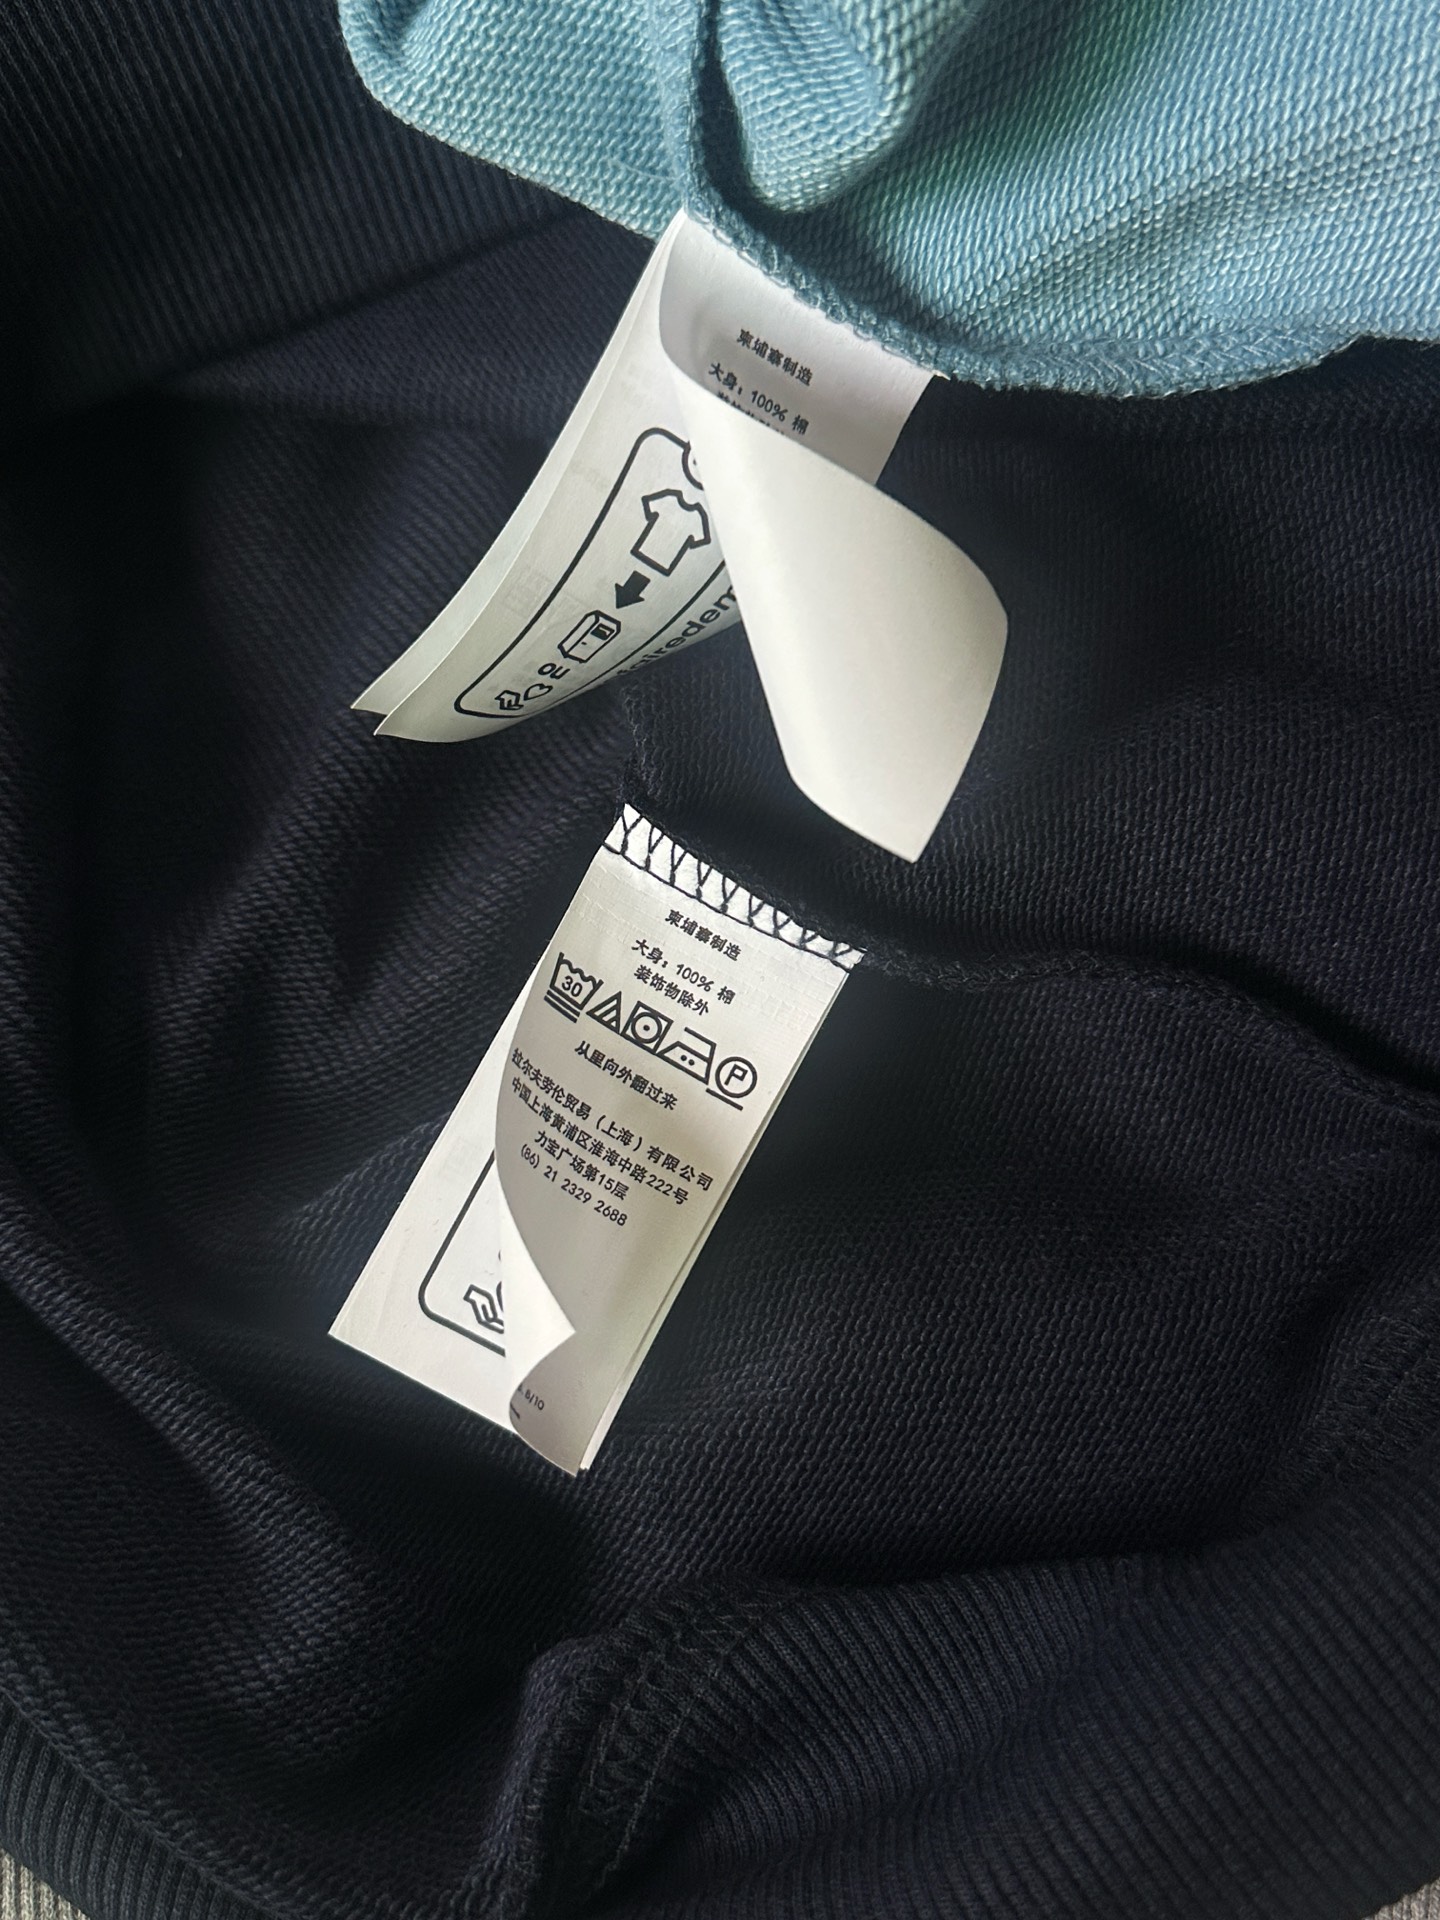 柬埔寨制造
大身: 100% 棉
OU
柬埔寨制造
大身: 100% 棉
装饰物除外
30
P
从里向外翻过来
拉尔夫劳伦贸易（上海）有限公司
中国上海黄浦区淮海中路222号
力宝广场第15层
(86) 21 2329 2688
8/10